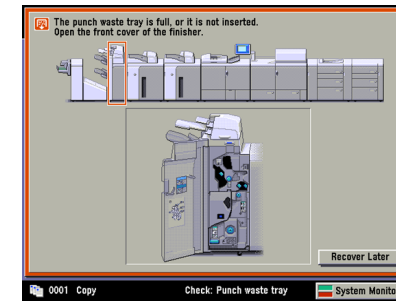 The punch waste tray is full, or it is not inserted.
Open the front cover of the finisher.
Recover Later
0001 Copy Check: Punch waste tray System Monito